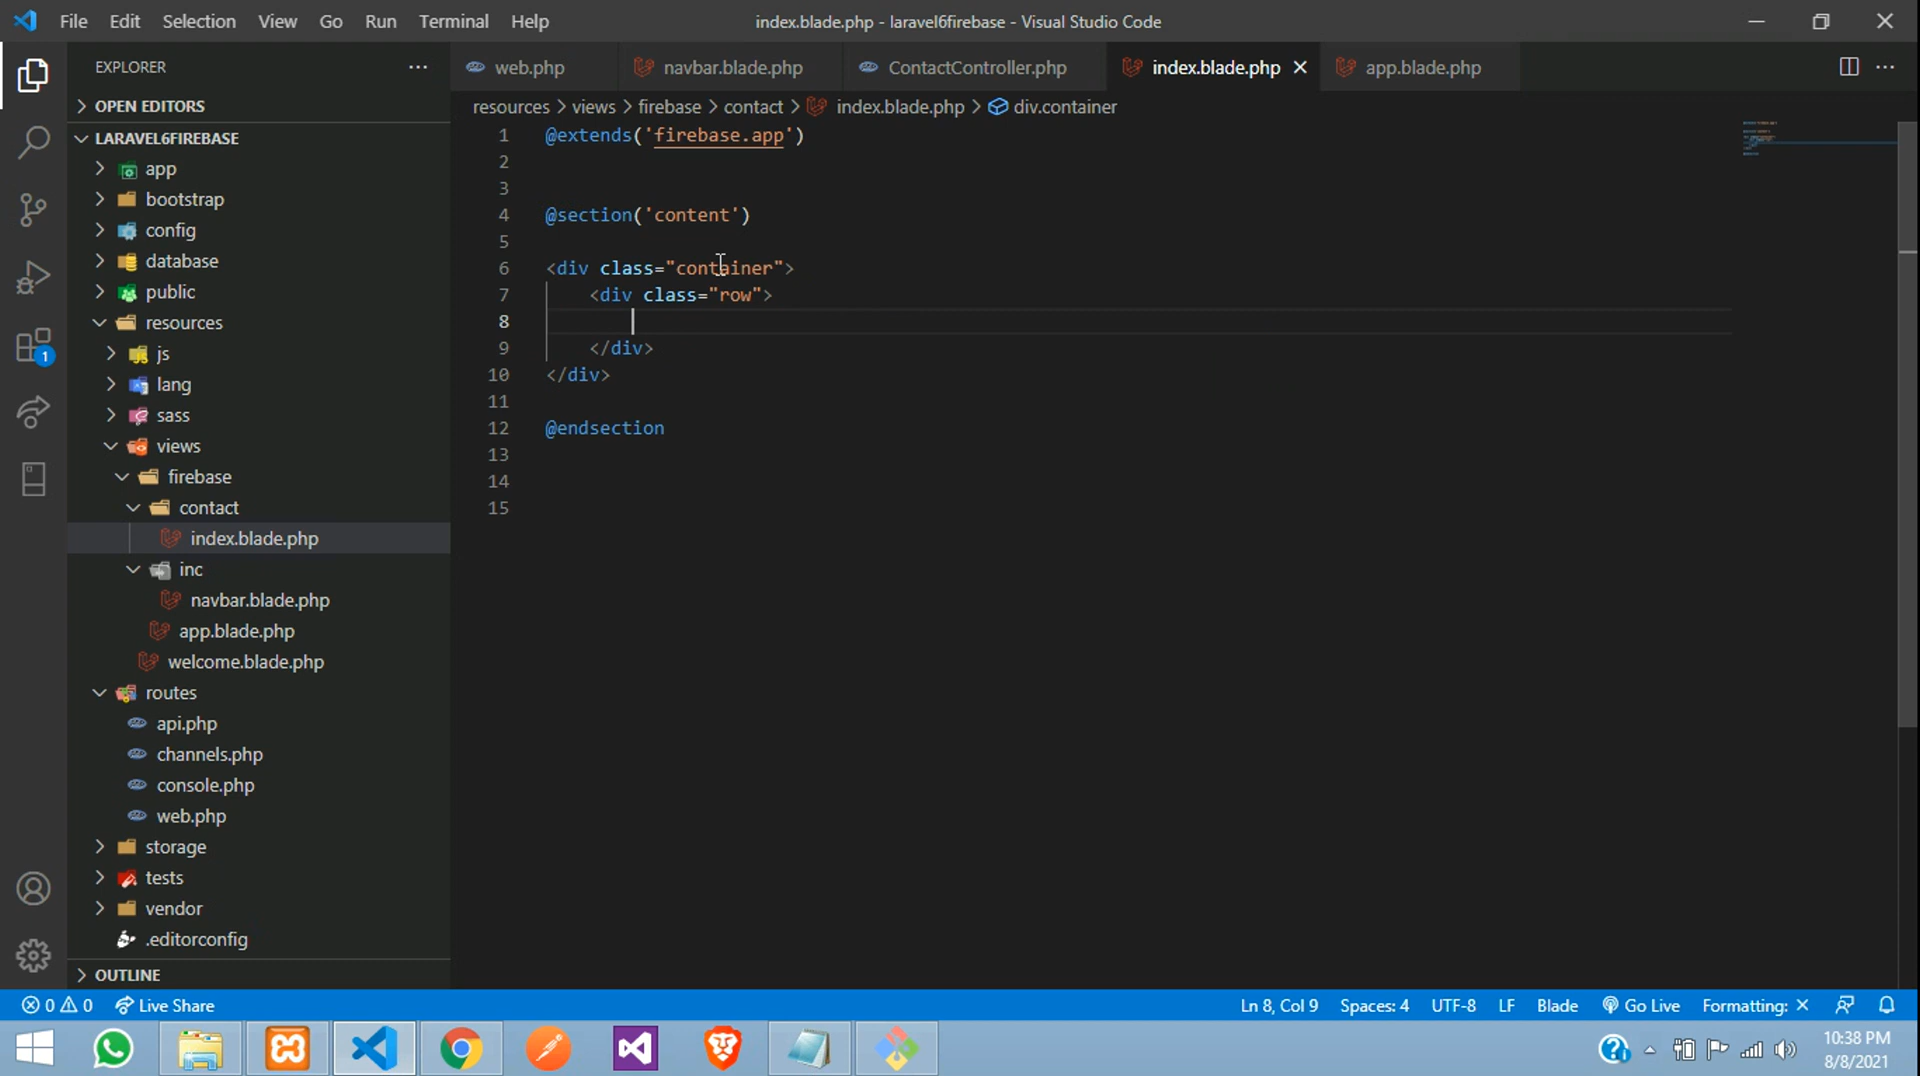 File Edit Selection View Go Run Terminal Help index.blade.php - laravel6firebase - Visual Studio Code
EXPLORER
OPEN EDITORS
LARAVEL6FIREBASE
app
bootstrap
config
database
public
resources
js
lang
sass
views
firebase
contact
index.blade.php
inc
navbar.blade.php
app.blade.php
welcome.blade.php
routes
api.php
channels.php
console.php
web.php
storage
tests
vendor
.editorconfig
OUTLINE
web.php navbar.blade.php ContactController.php index.blade.php app.blade.php
resources > views > firebase > contact > index.blade.php > div.container
1 @extends('firebase.app')
2
3
4 @section('content')
5
6 <div class="container">
7 <div class="row">
8
9 </div>
10 </div>
11
12 @endsection
13
14
15
1
0 0 Live Share Ln 8, Col 9 Spaces: 4 UTF-8 LF Blade Go Live Formatting: ×
10:38 PM
8/8/2021